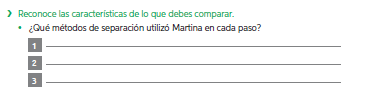 › Reconoce las características de lo que debes comparar.
• ¿Qué métodos de separación utilizó Martina en cada paso?
1
2
3